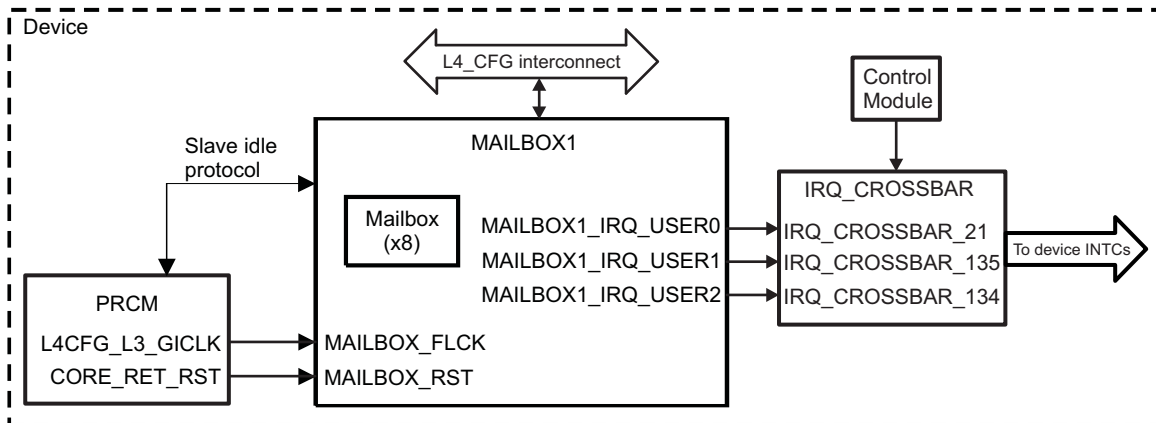 Device
L4_CFG interconnect
Control
Module
MAILBOX1
Slave idle
protocol
IRQ_CROSSBAR
Mailbox
(x8)
MAILBOX1_IRQ_USER0
IRQ_CROSSBAR_21
MAILBOX1_IRQ_USER1
IRQ_CROSSBAR_135
To device INTCs
MAILBOX1_IRQ_USER2
IRQ_CROSSBAR_134
PRCM
L4CFG_L3_GICLK
MAILBOX_FLCK
CORE_RET_RST
MAILBOX_RST